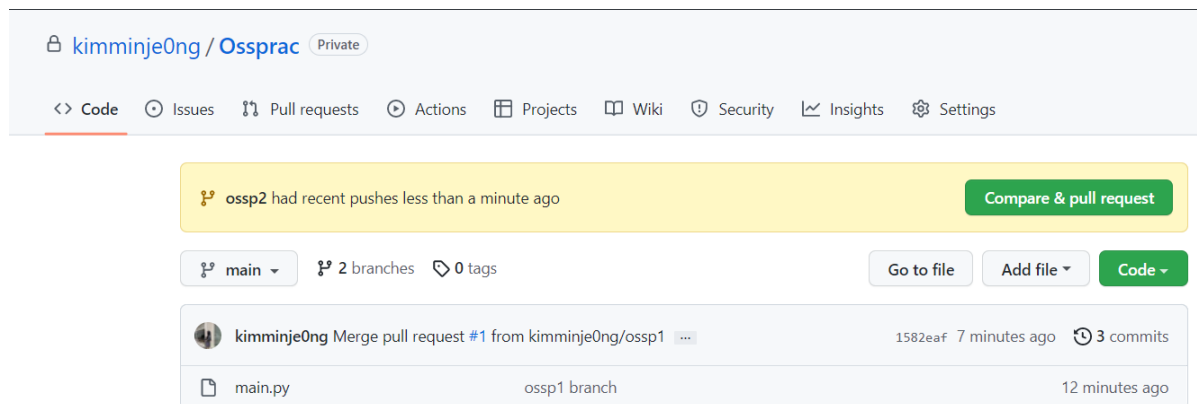 kimminje0ng / Ossprac Private
Code Issues Pull requests Actions Projects Wiki Security Insights Settings
ossp2 had recent pushes less than a minute ago Compare & pull request
main 2 branches 0 tags Go to file Add file Code
kimminje0ng Merge pull request #1 from kimminje0ng/ossp1 ... 1582eaf 7 minutes ago 3 commits
main.py ossp1 branch 12 minutes ago